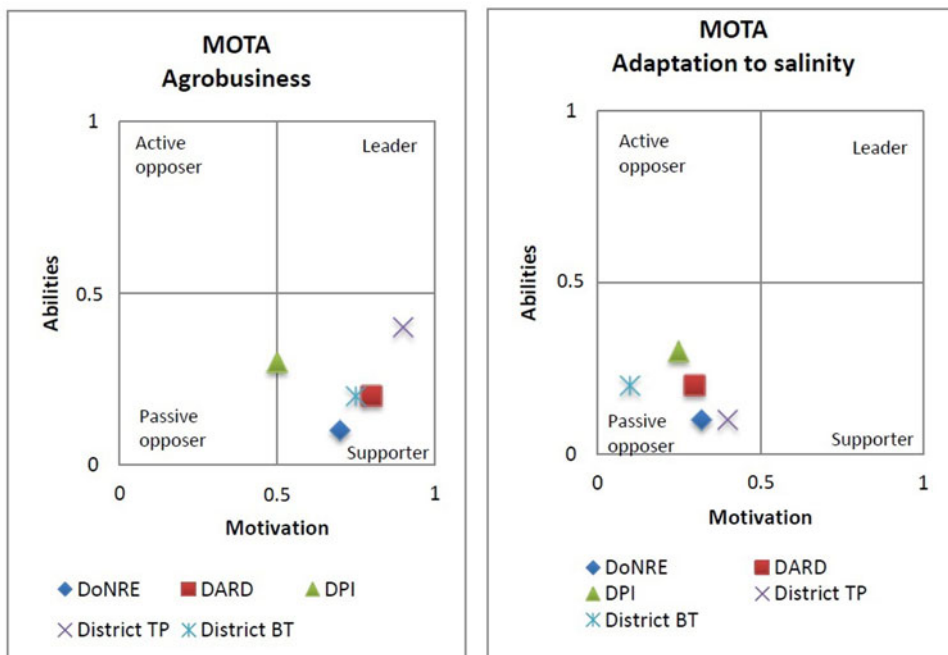 MOTA
Agrobusiness
1
Active
opposer
Leader
Abilities
0.5
Passive
opposer
Supporter
0
0
0.5
1
Motivation
DoNRE
DARD
DPI
District TP
District BT
MOTA
Adaptation to salinity
1
Active
opposer
Leader
Abilities
0.5
Passive
opposer
Supporter
0
0
0.5
1
Motivation
DoNRE
DARD
DPI
District TP
District BT